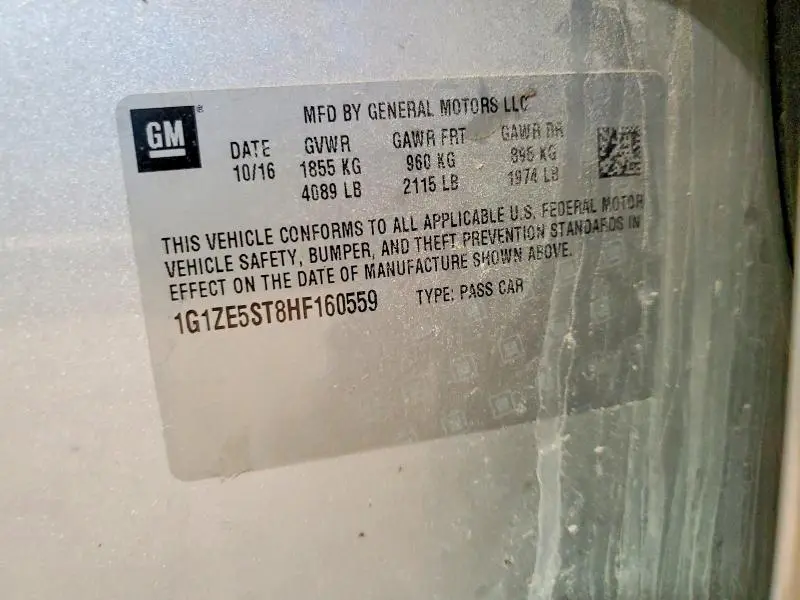 GM ®
MFD BY GENERAL MOTORS LLC
DATE GVWR GAWR FRT GAWR RR
10/16 1855 KG 960 KG 895 KG
4089 LB 2115 LB 1974 LB
THIS VEHICLE CONFORMS TO ALL APPLICABLE U.S. FEDERAL MOTOR
VEHICLE SAFETY, BUMPER, AND THEFT PREVENTION STANDARDS IN
EFFECT ON THE DATE OF MANUFACTURE SHOWN ABOVE.
1G1ZE5ST8HF160559 TYPE: PASS CAR